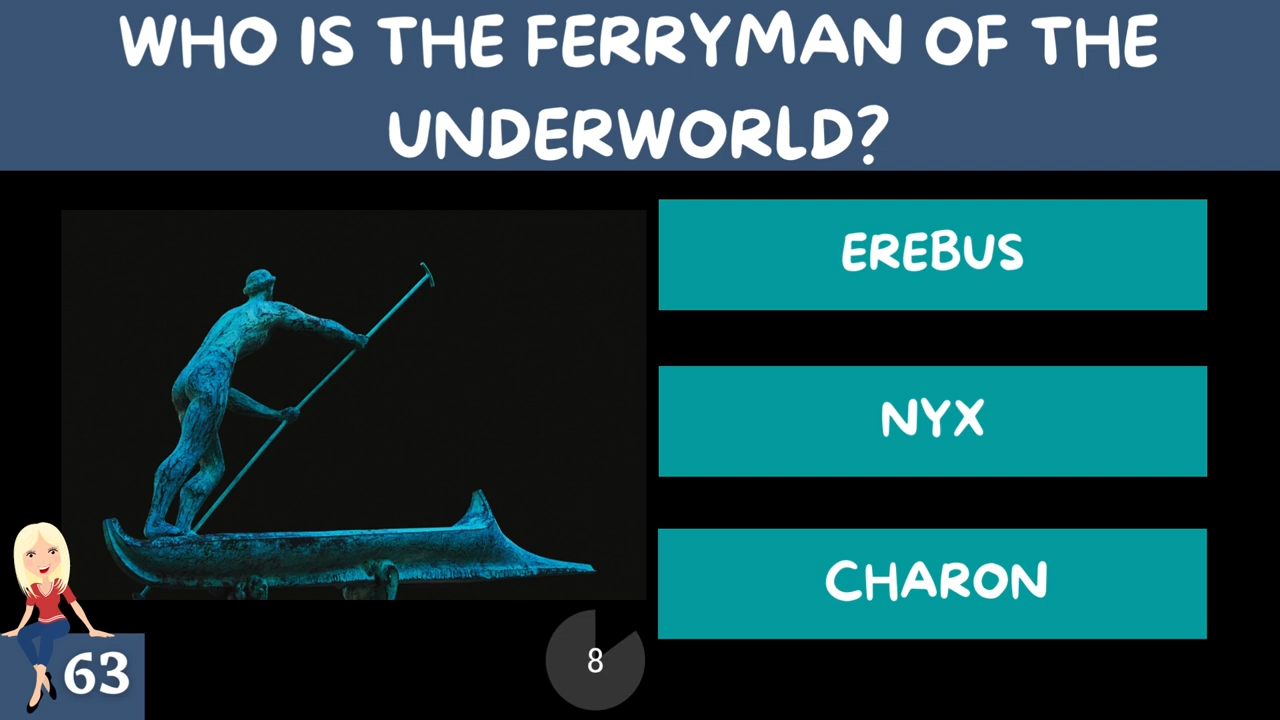 WHO IS THE FERRYMAN OF THE
UNDERWORLD?
EREBUS
NYX
CHARON
8
63